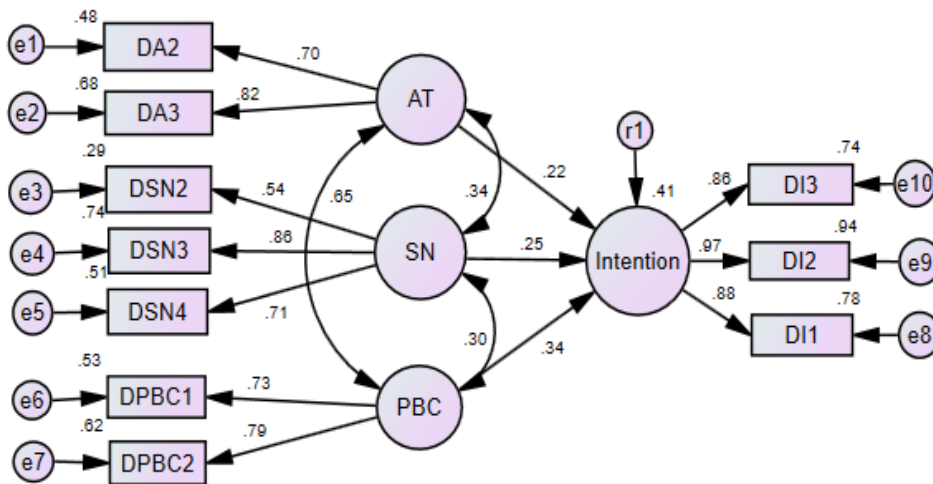 .48
e1
DA2
.70
.68
e2
DA3
.82
AT
r1
.29
e3
DSN2
.54
.65
.34
.22
.41
.86
.74
DI3
e10
.74
e4
DSN3
.86
SN
.25
Intention
.97
.94
DI2
e9
.51
e5
DSN4
.71
.30
.34
.88
.78
DI1
e8
.53
e6
DPBC1
.73
PBC
.62
e7
DPBC2
.79